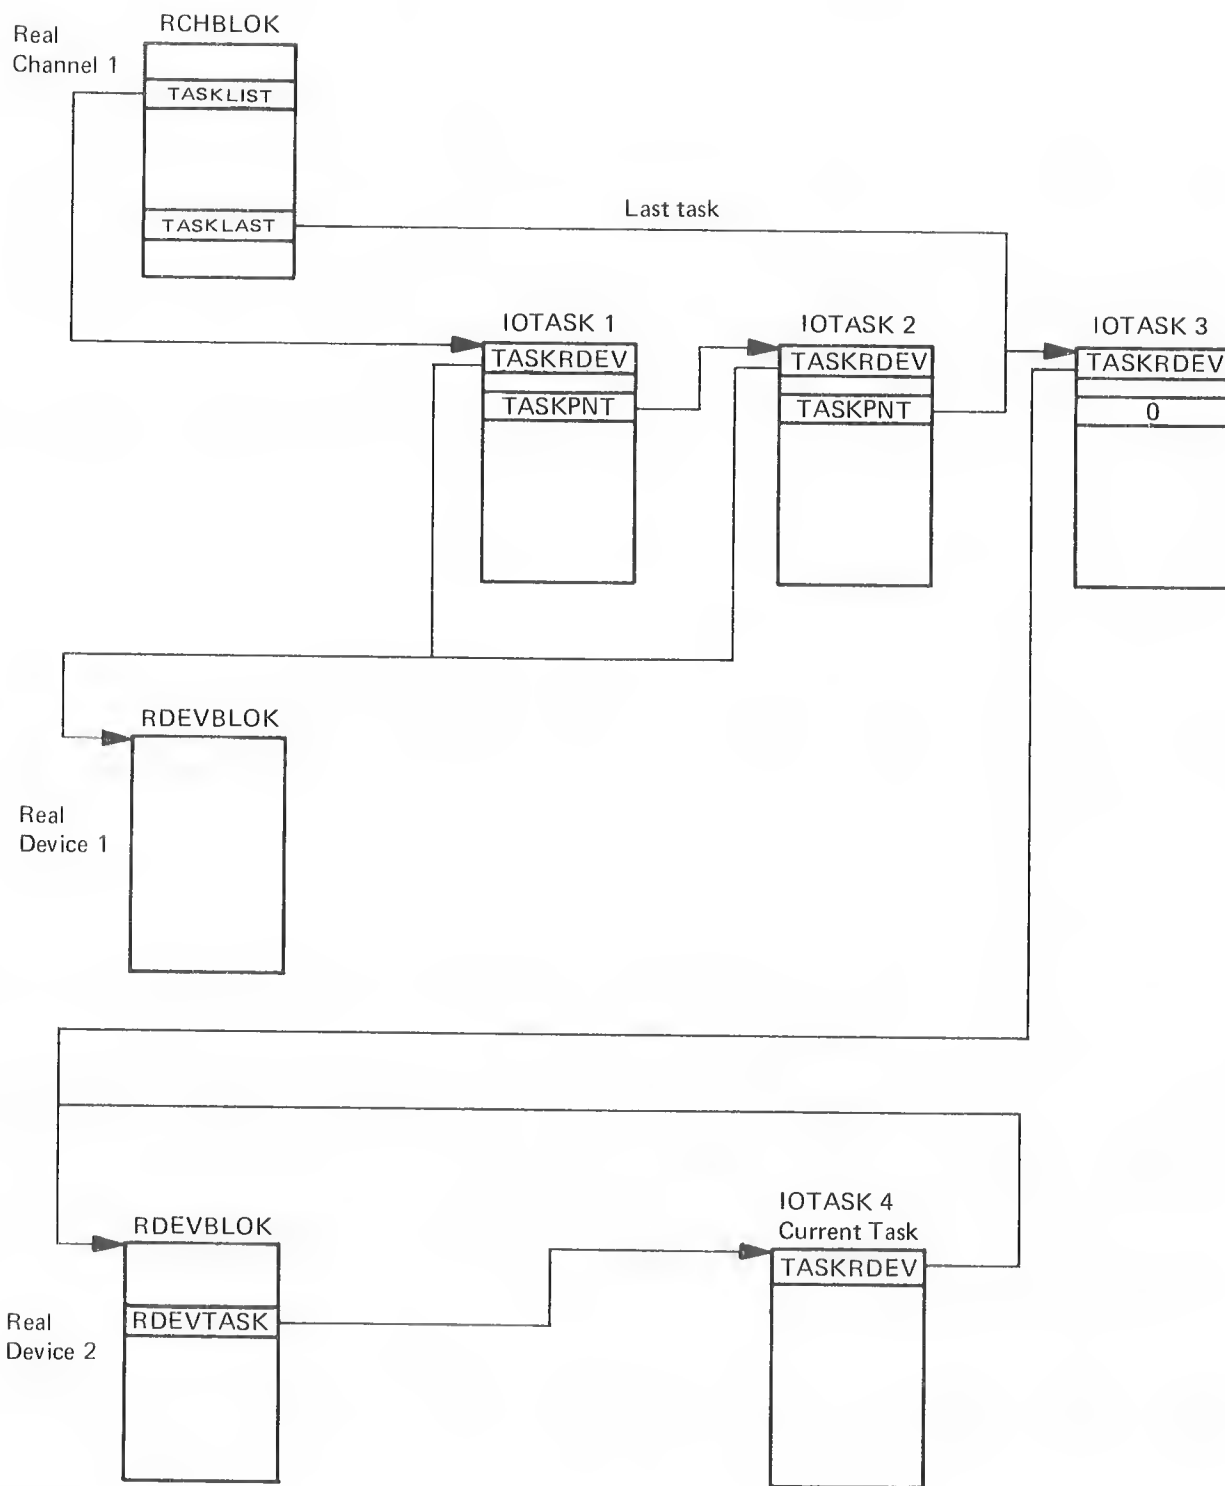 RCHBLOK
Real
Channel 1
TASKLIST
TASKLAST
Last task
IOTASK 1
IOTASK 2
IOTASK 3
TASKRDEV
TASKRDEV
TASKRDEV
TASKPNT
TASKPNT
0
RDEVBLOK
Real
Device 1
IOTASK 4
Current Task
RDEVBLOK
TASKRDEV
RDEVTASK
Real
Device 2